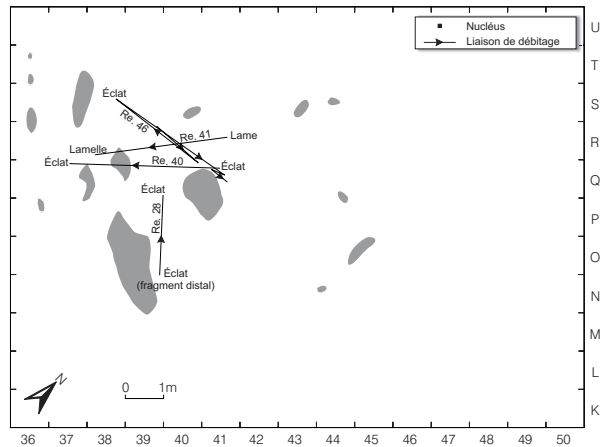 U
Nucléus
Liaison de débitage
T
Éclat
S
Re. 46
Re. 41
Lame
R
Lamelle
Éclat
Re. 40
Éclat
Q
Éclat
Re. 28
P
O
Éclat
(fragment distal)
N
M
N
0 1m
L
K
36 37 38 39 40 41 42 43 44 45 46 47 48 49 50